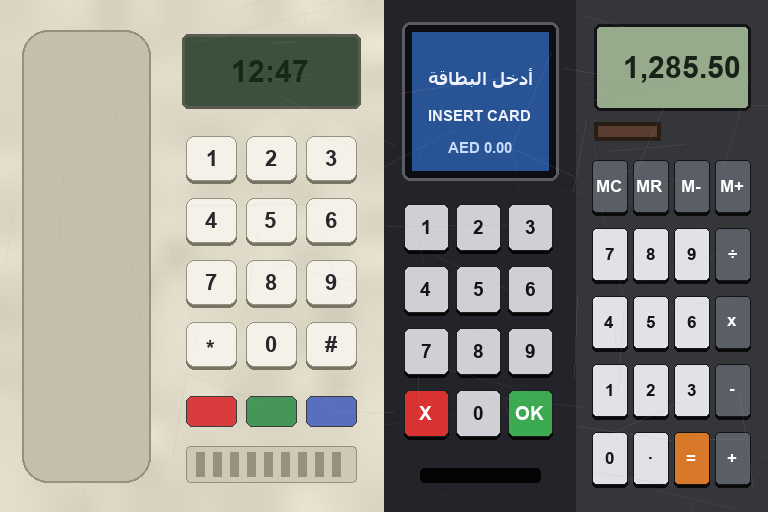 12:47
1 2 3
4 5 6
7 8 9
* 0 #
أدخل البطاقة
INSERT CARD
AED 0.00
1 2 3
4 5 6
7 8 9
X 0 OK
1,285.50
MC MR M- M+
7 8 9 ÷
4 5 6 x
1 2 3 -
0 · = +